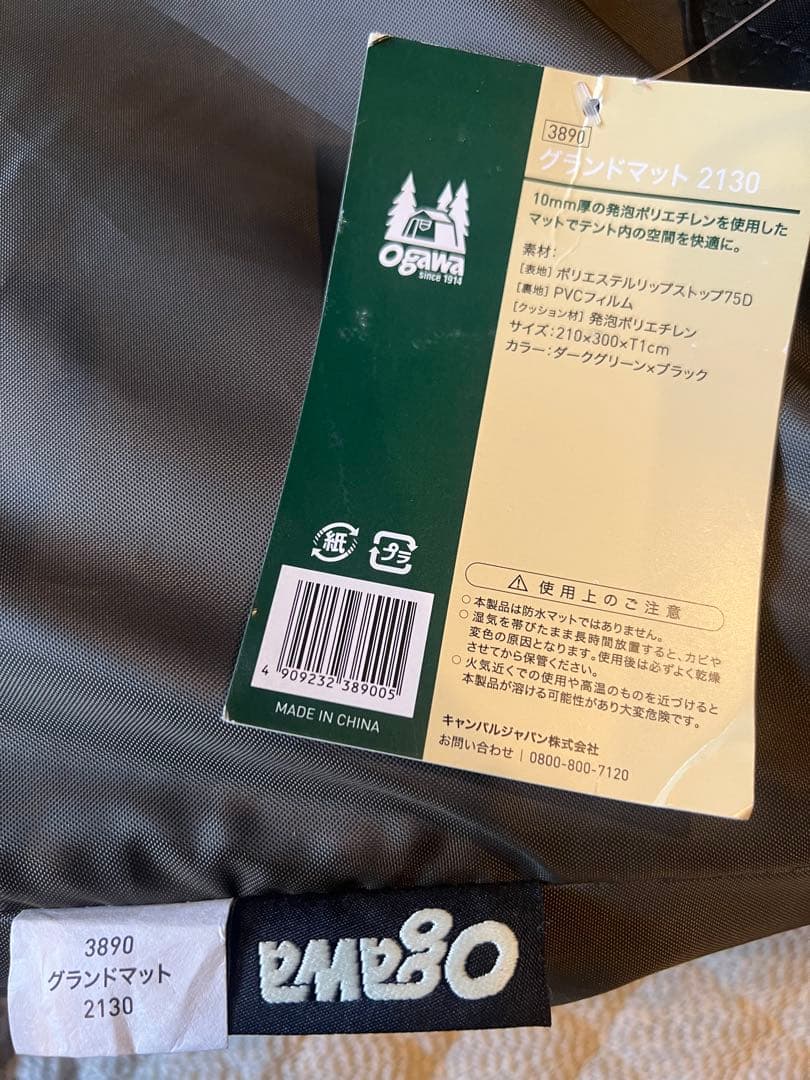 3890
グランドマット 2130
10mm厚の発泡ポリエチレンを使用した
マットでテント内の空間を快適に。
素材:
[表地] ポリエステルリップストップ75D
[裏地] PVCフィルム
[クッション材] 発泡ポリエチレン
サイズ:210×300×T1cm
カラー:ダークグリーン×ブラック
ogawa
since 1914
紙
プラ
4 909232 389005
MADE IN CHINA
⚠ 使用上のご注意
○ 本製品は防水マットではありません。
○ 湿気を帯びたまま長時間放置すると、カビや
変色の原因となります。使用後は必ずよく乾燥
させてから保管ください。
○ 火気近くでの使用や高温のものを近づけると
本製品が溶ける可能性があり大変危険です。
キャンパルジャパン株式会社
お問い合わせ | 0800-800-7120
3890
グランドマット
2130
ogawa